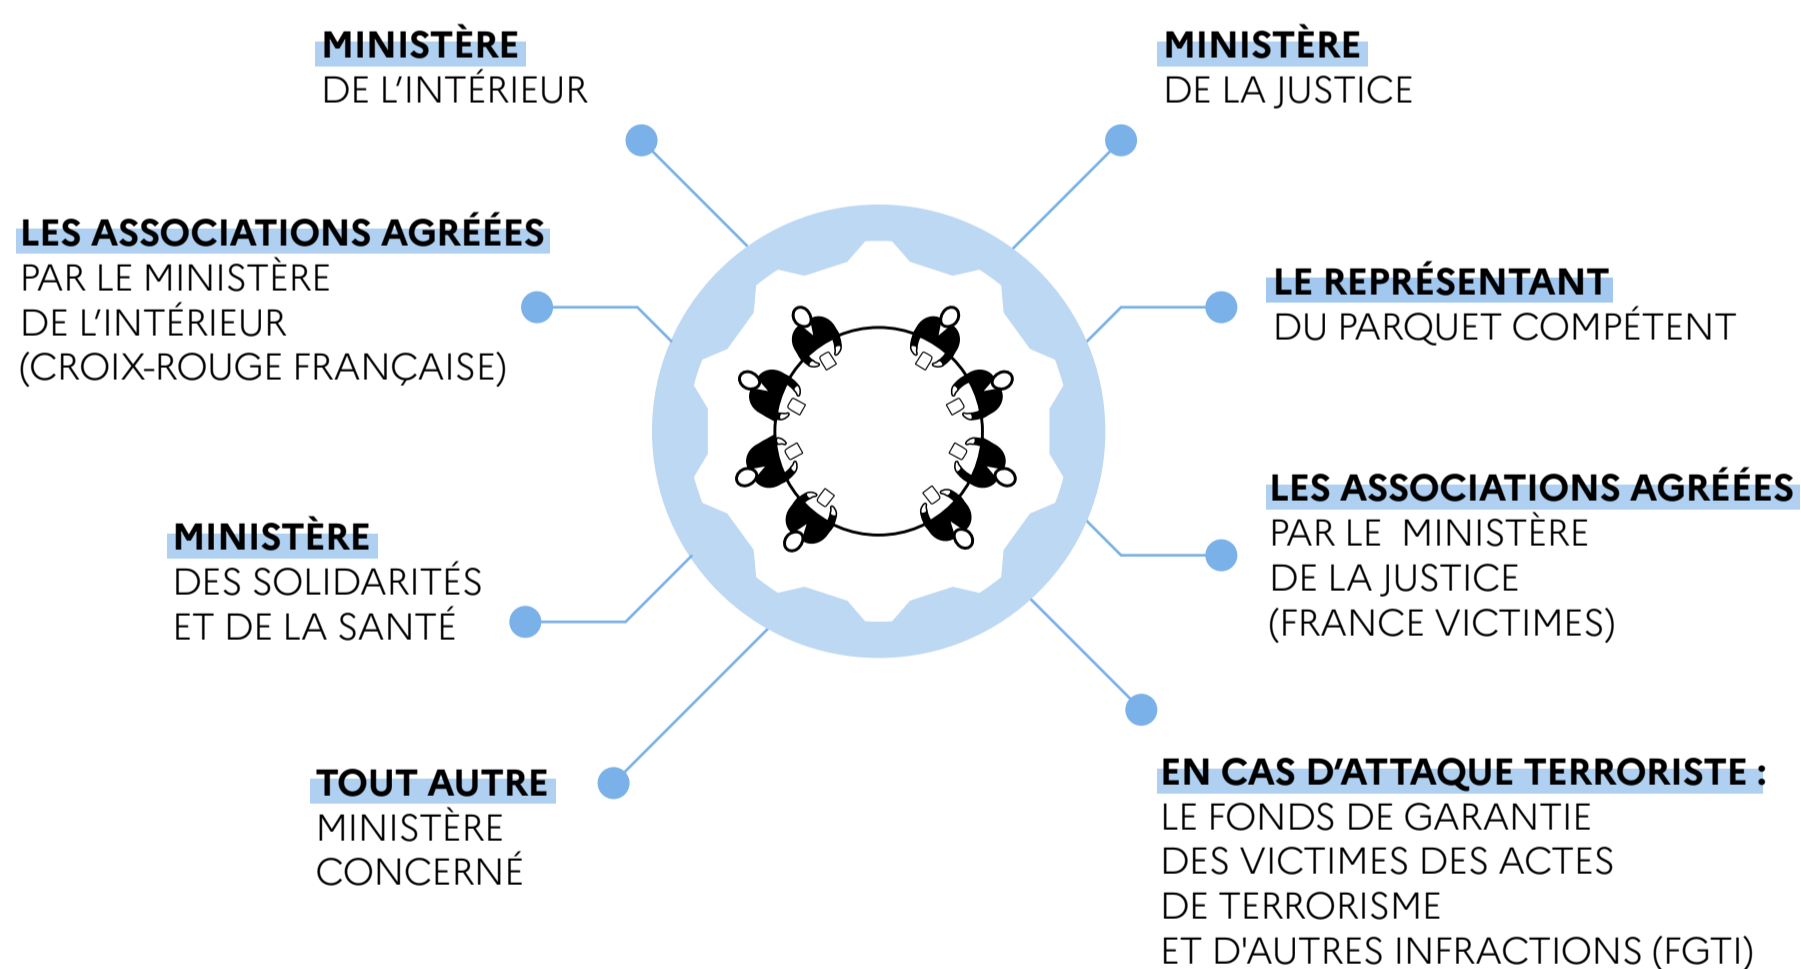 MINISTÈRE
DE L'INTÉRIEUR
MINISTÈRE
DE LA JUSTICE
LES ASSOCIATIONS AGRÉÉES
PAR LE MINISTÈRE
DE L'INTÉRIEUR
(CROIX-ROUGE FRANÇAISE)
LE REPRÉSENTANT
DU PARQUET COMPÉTENT
MINISTÈRE
DES SOLIDARITÉS
ET DE LA SANTÉ
LES ASSOCIATIONS AGRÉÉES
PAR LE MINISTÈRE
DE LA JUSTICE
(FRANCE VICTIMES)
TOUT AUTRE
MINISTÈRE
CONCERNÉ
EN CAS D'ATTAQUE TERRORISTE :
LE FONDS DE GARANTIE
DES VICTIMES DES ACTES
DE TERRORISME
ET D'AUTRES INFRACTIONS (FGTI)